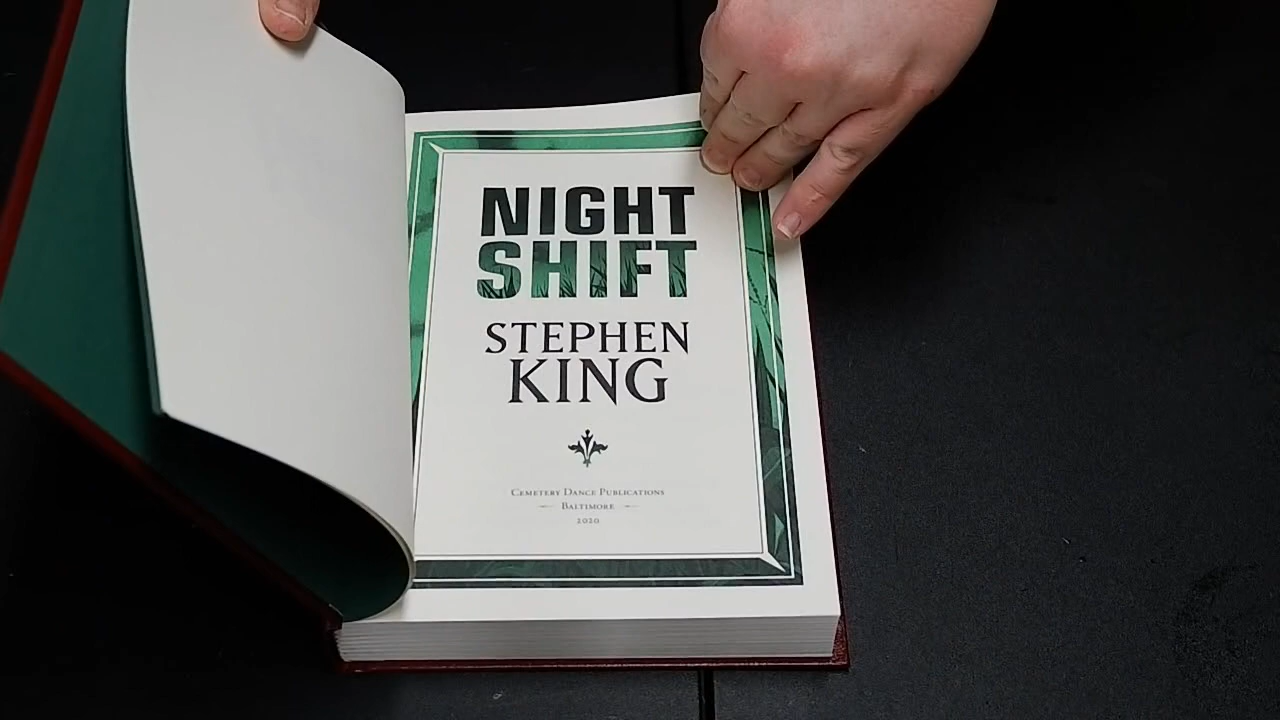 NIGHT
SHIFT
STEPHEN
KING
CEMETERY DANCE PUBLICATIONS
BALTIMORE
2020